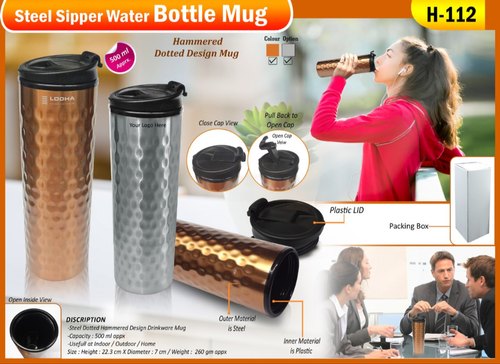 Steel Sipper Water Bottle Mug
H-112
Hammered
Dotted Design Mug
Colour Option
500 ml
Appx.
LOOKA
Your Logo Here
Close Cap View
Pull Back to
Open Cap
Open Cap
View
Plastic LID
Packing Box
Open Inside View
Outer Material
is Steel
Inner Material
is Plastic
DISCRIPTION
-Steel Dotted Hammered Design Drinkware Mug
-Capacity : 500 ml appx
-Usefull at Indoor / Outdoor / Home
Size : Height : 22.3 cm X Diameter : 7 cm / Weight : 260 gm appx